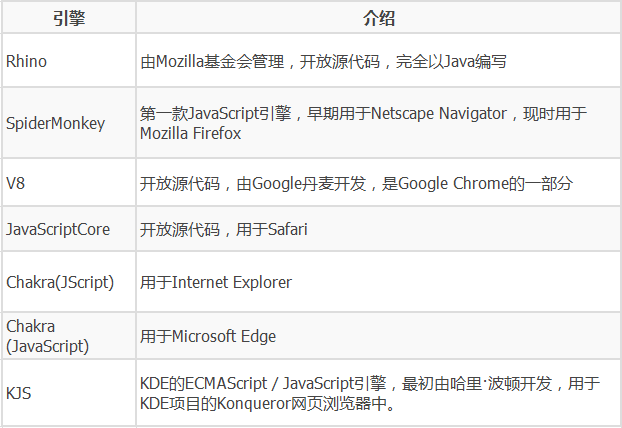 引擎 介绍
Rhino 由Mozilla基金会管理，开放源代码，完全以Java编写
SpiderMonkey 第一款JavaScript引擎，早期用于Netscape Navigator，现时用于
Mozilla Firefox
V8 开放源代码，由Google丹麦开发，是Google Chrome的一部分
JavaScriptCore 开放源代码，用于Safari
Chakra(JScript) 用于Internet Explorer
Chakra
(JavaScript) 用于Microsoft Edge
KJS KDE的ECMAScript / JavaScript引擎，最初由哈里·波顿开发，用于
KDE项目的Konqueror网页浏览器中。